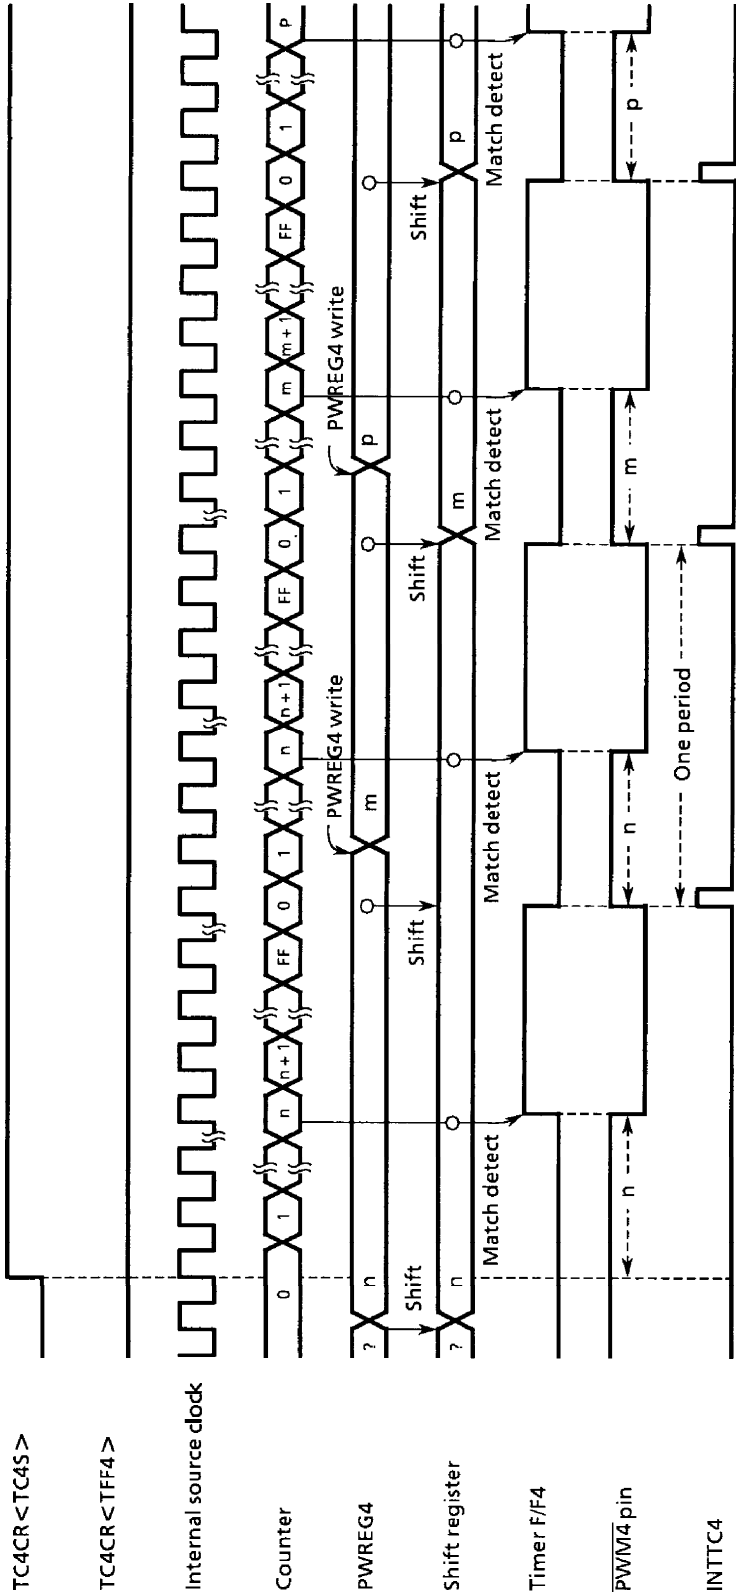 TC4CR<TC4S>
TC4CR<TFF4>
Internal source clock
Counter
0 1 n n+1 FF 0 1 n n+1 FF 0 1 m m+1 FF 0 1 P
PWREG4 write
PWREG4 write
PWREG4
? n m p
Shift Shift Shift Shift
Shift register
? n m p
Match detect Match detect Match detect Match detect
Timer F/F4
PWM4 pin
n n m p
One period
INTTC4